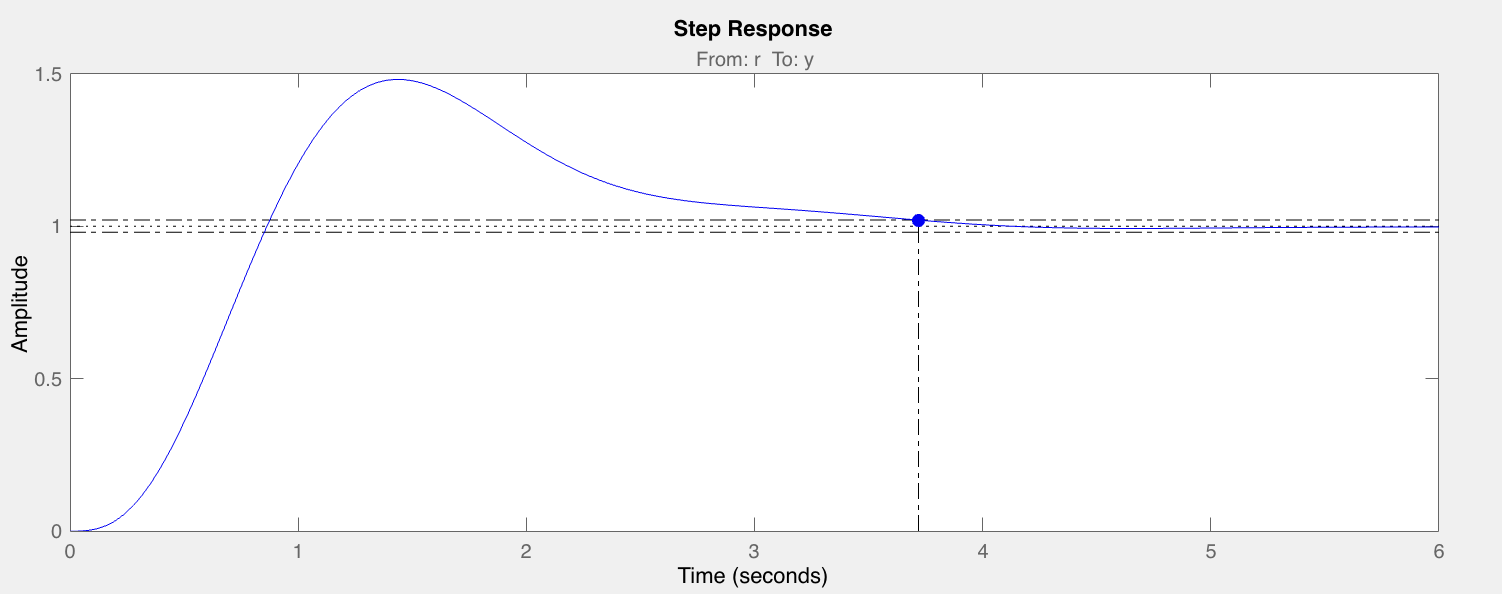 Step Response
From: r  To: y
1.5
1
0.5
0
Amplitude
0 1 2 3 4 5 6
Time (seconds)